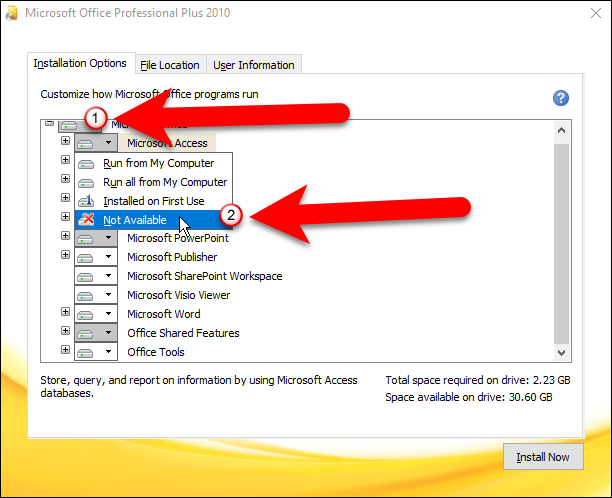 Microsoft Office Professional Plus 2010
Installation Options File Location User Information
Customize how Microsoft Office programs run
?
1
Microsoft Access
Run from My Computer
Run all from My Computer
Installed on First Use
Not Available 2
Microsoft PowerPoint
Microsoft Publisher
Microsoft SharePoint Workspace
Microsoft Visio Viewer
Microsoft Word
Office Shared Features
Office Tools
Store, query, and report on information by using Microsoft Access
databases.
Total space required on drive: 2.23 GB
Space available on drive: 30.60 GB
Install Now